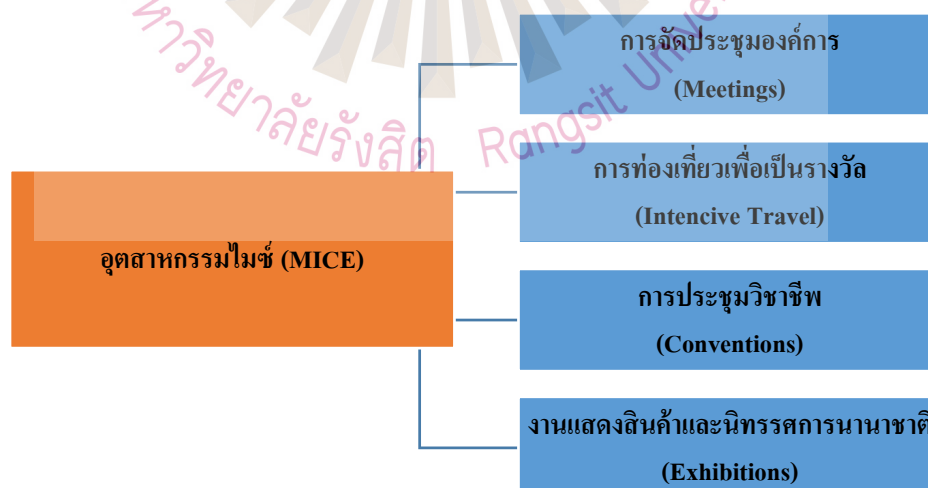 มหาวิทยาลัยรังสิต Rangsit Univer
การจัดประชุมองค์การ
(Meetings)
การท่องเที่ยวเพื่อเป็นรางวัล
(Intencive Travel)
อุตสาหกรรมไมซ์ (MICE)
การประชุมวิชาชีพ
(Conventions)
งานแสดงสินค้าและนิทรรศการนานาชาติ
(Exhibitions)